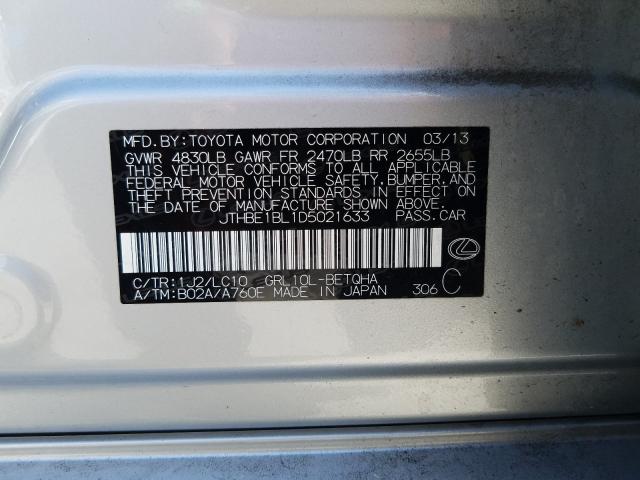 MFD.BY:TOYOTA MOTOR CORPORATION 03/13
GVWR 4830LB GAWR FR 2470LB RR 2655LB
THIS VEHICLE CONFORMS TO ALL APPLICABLE
FEDERAL MOTOR VEHICLE SAFETY, BUMPER, AND
THEFT PREVENTION STANDARDS IN EFFECT ON
THE DATE OF MANUFACTURE SHOWN ABOVE.
JTHBE1BL1D5021633 PASS.CAR
C/TR:1J2/LC10 GRL10L-BETQHA
A/TM:B02A/A760E MADE IN JAPAN 306 C